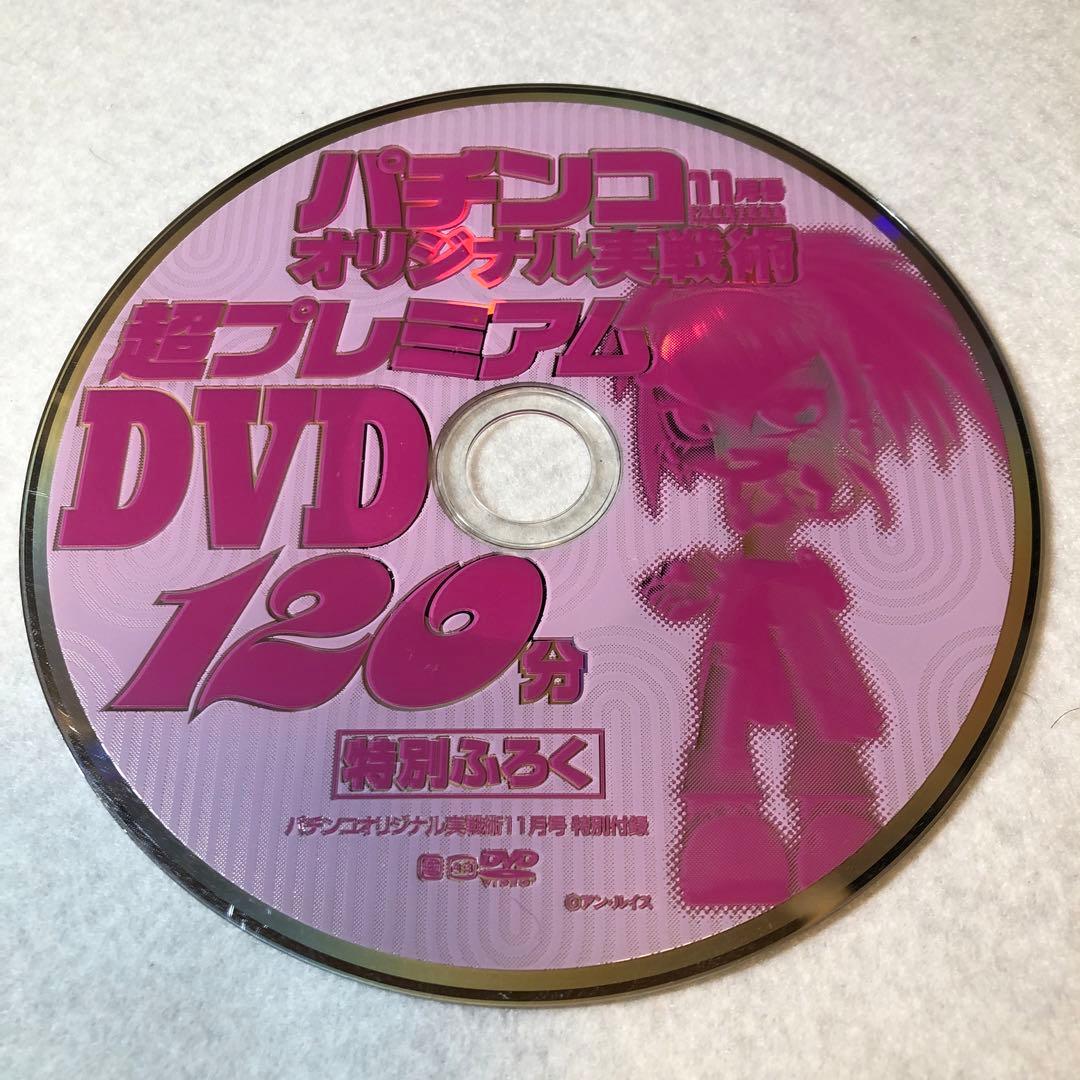 パチンコ 11月号
オリジナル実戦術
超プレミアム
DVD
120分
特別ふろく
パチンコオリジナル実戦術11月号 特別付録
DVD
VIDEO
©アン・ルイス